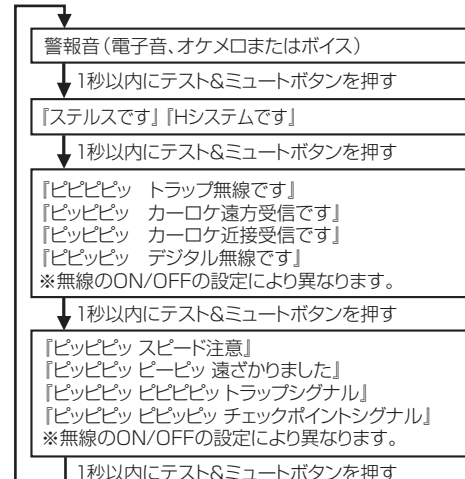 警報音（電子音、オケメロまたはボイス）
1秒以内にテスト&ミュートボタンを押す
『ステルスです』『Hシステムです』
1秒以内にテスト&ミュートボタンを押す
『ピピピピッ　トラップ無線です』
『ピッピピッ　カーロケ遠方受信です』
『ピッピピッ　カーロケ近接受信です』
『ピピッピッ　デジタル無線です』
※無線のON/OFFの設定により異なります。
1秒以内にテスト&ミュートボタンを押す
『ピッピピッ スピード注意』
『ピッピピッ ピーピッ 遠ざかりました』
『ピッピピッ ピピピピッ トラップシグナル』
『ピッピピッ ピピッピッ チェックポイントシグナル』
※無線のON/OFFの設定により異なります。
1秒以内にテスト&ミュートボタンを押す